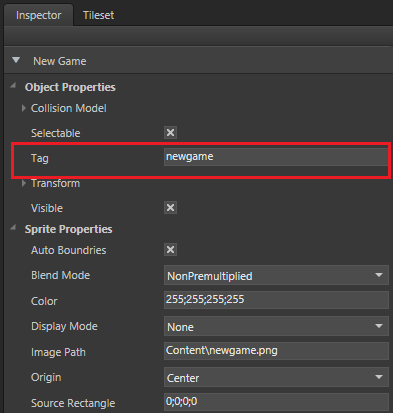 Inspector Tileset
New Game
Object Properties
Collision Model
Selectable
Tag newgame
Transform
Visible
Sprite Properties
Auto Boundries
Blend Mode NonPremultiplied
Color 255;255;255;255
Display Mode None
Image Path Content\newgame.png
Origin Center
Source Rectangle 0;0;0;0